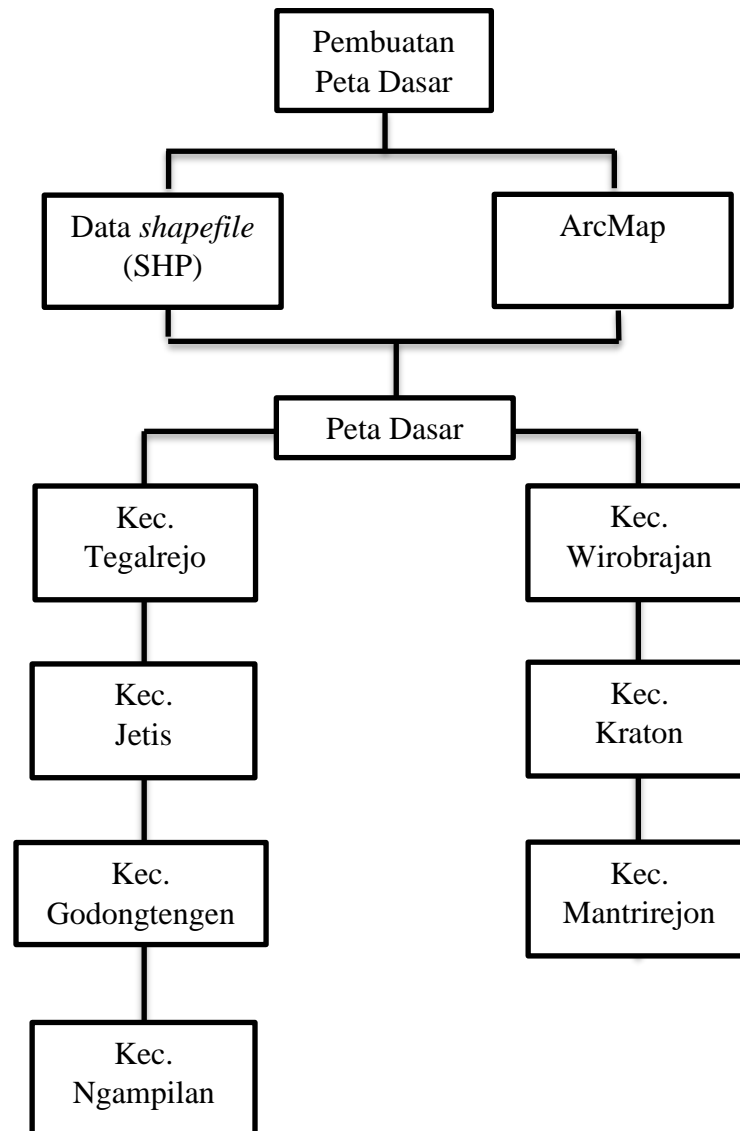 Pembuatan
Peta Dasar
Data shapefile
(SHP)
ArcMap
Peta Dasar
Kec.
Tegalrejo
Kec.
Wirobrajan
Kec.
Jetis
Kec.
Kraton
Kec.
Godongtengen
Kec.
Mantrirejon
Kec.
Ngampilan